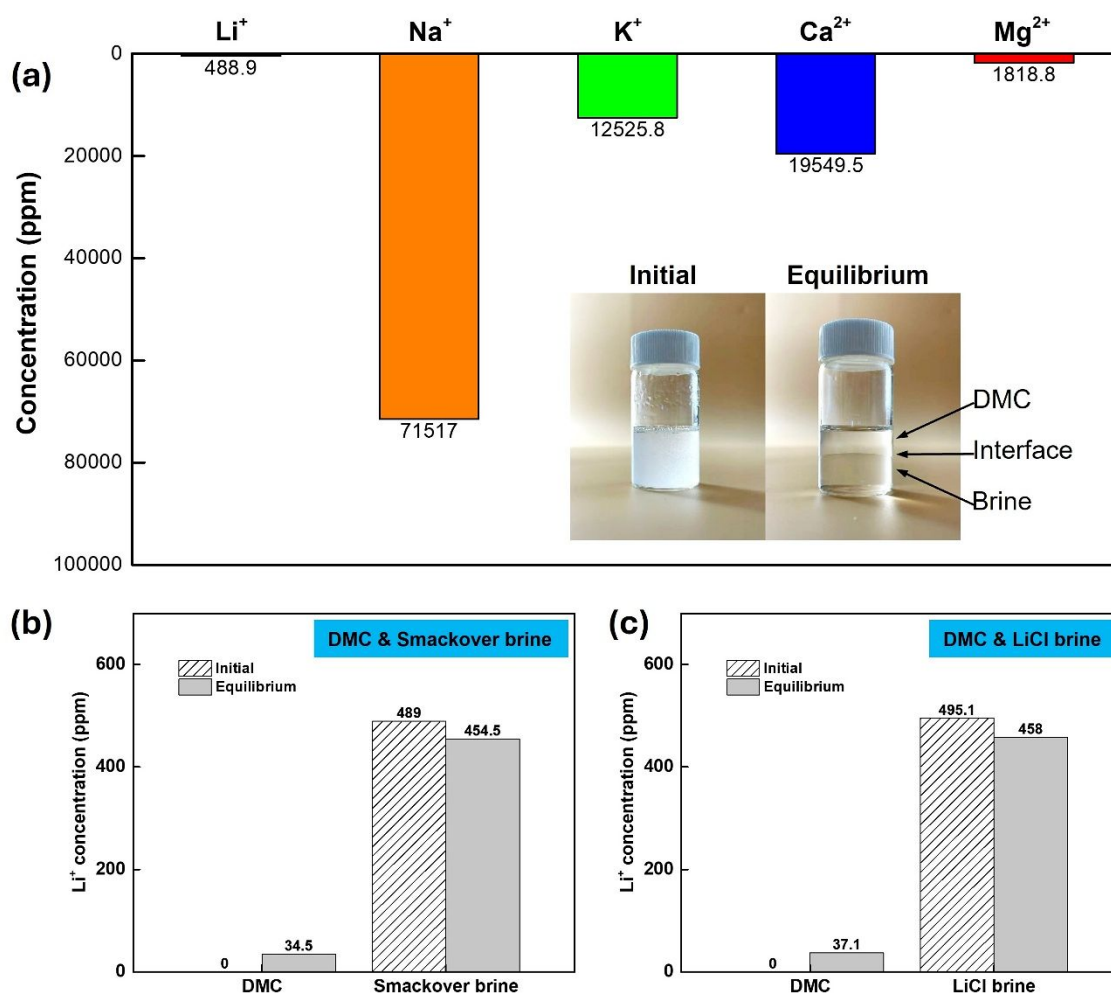 Li⁺ Na⁺ K⁺ Ca²⁺ Mg²⁺
(a)
Concentration (ppm)
0
20000
40000
60000
80000
100000
488.9
71517
12525.8
19549.5
1818.8
Initial Equilibrium
DMC
Interface
Brine
(b)
DMC & Smackover brine
Initial
Equilibrium
Li⁺ concentration (ppm)
600
400
200
0
0
34.5
489
454.5
DMC Smackover brine
(c)
DMC & LiCl brine
Initial
Equilibrium
Li⁺ concentration (ppm)
600
400
200
0
0
37.1
495.1
458
DMC LiCl brine